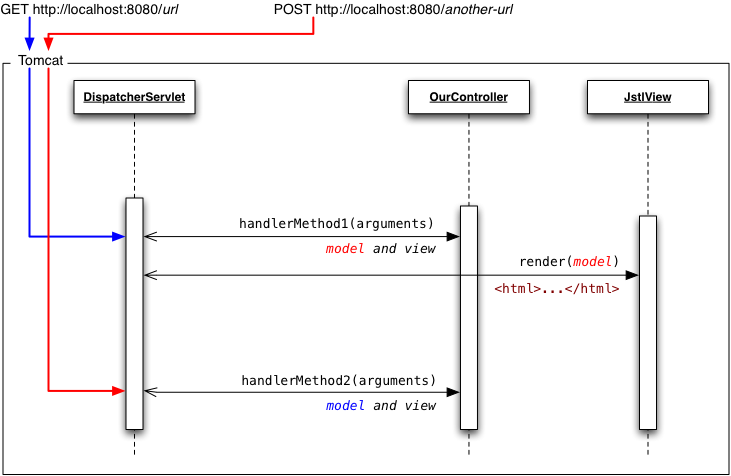 GET http://localhost:8080/url
POST http://localhost:8080/another-url
Tomcat
DispatcherServlet
OurController
JstlView
handlerMethod1(arguments)
model and view
render(model)
<html>...</html>
handlerMethod2(arguments)
model and view